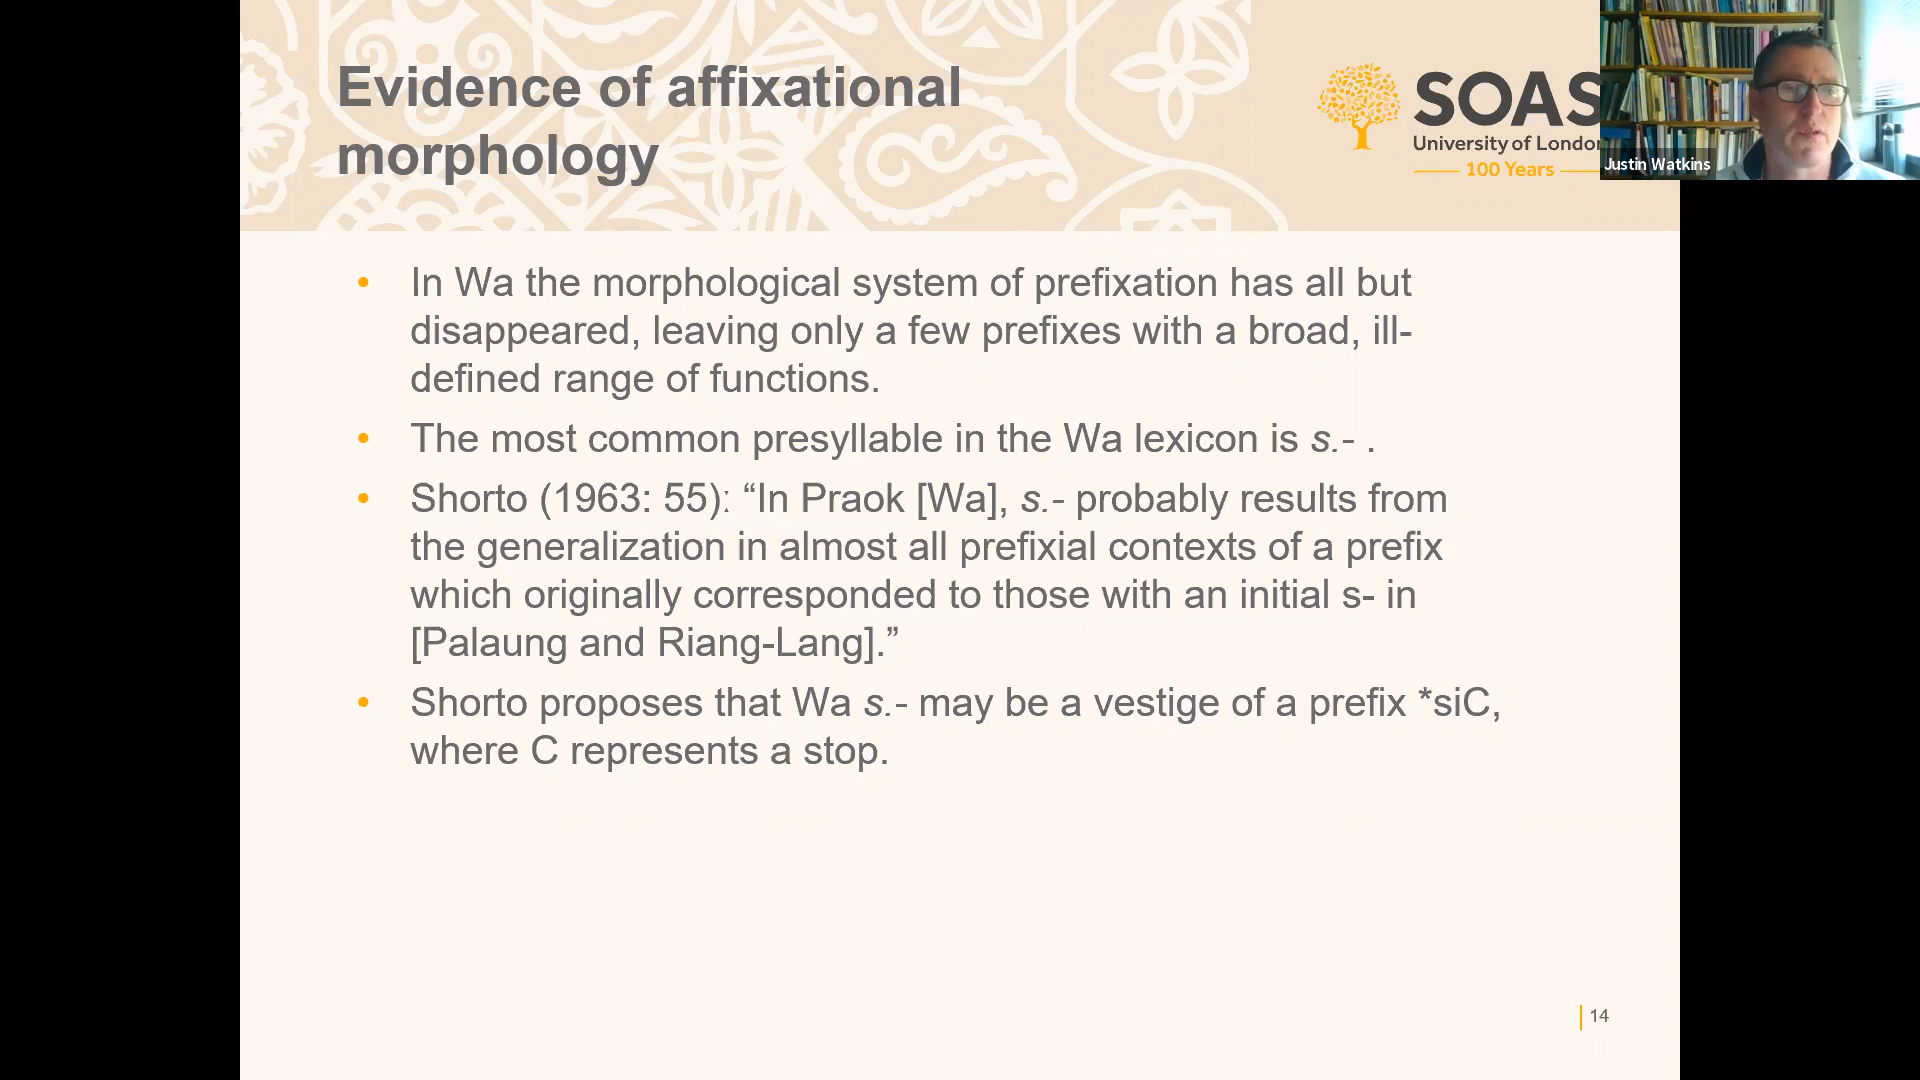 Evidence of affixational
morphology
SOAS
University of London
100 Years
Justin Watkins
• In Wa the morphological system of prefixation has all but
disappeared, leaving only a few prefixes with a broad, ill-
defined range of functions.
• The most common presyllable in the Wa lexicon is s.- .
• Shorto (1963: 55): “In Praok [Wa], s.- probably results from
the generalization in almost all prefixial contexts of a prefix
which originally corresponded to those with an initial s- in
[Palaung and Riang-Lang].”
• Shorto proposes that Wa s.- may be a vestige of a prefix *siC,
where C represents a stop.
14